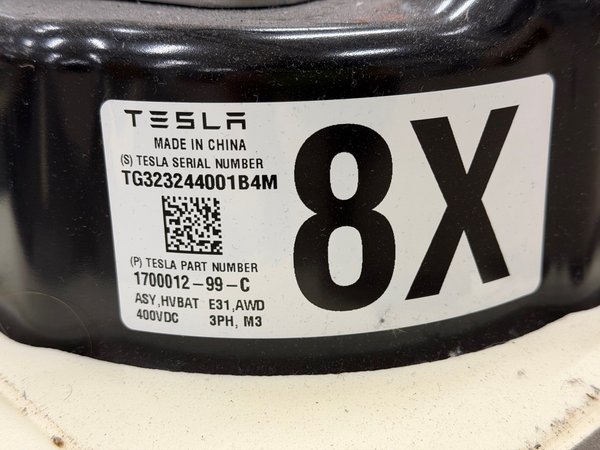 TESLA
MADE IN CHINA
(S) TESLA SERIAL NUMBER
TG323244001B4M
(P) TESLA PART NUMBER
1700012-99-C
ASY,HVBAT E31,AWD
400VDC 3PH, M3
8X